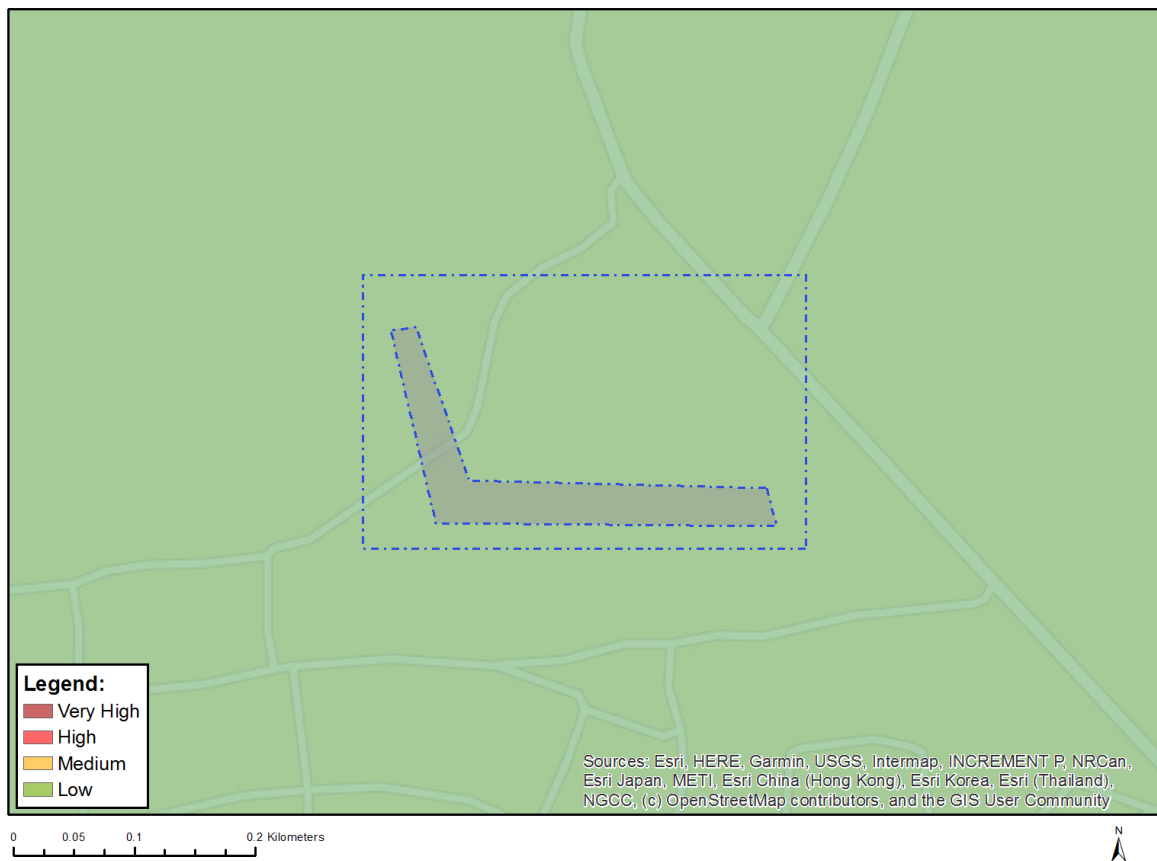 Legend:
Very High
High
Medium
Low
Sources: Esri, HERE, Garmin, USGS, Intermap, INCREMENT P, NRCan,
Esri Japan, METI, Esri China (Hong Kong), Esri Korea, Esri (Thailand),
NGCC, (c) OpenStreetMap contributors, and the GIS User Community
0 0.05 0.1 0.2 Kilometers
N